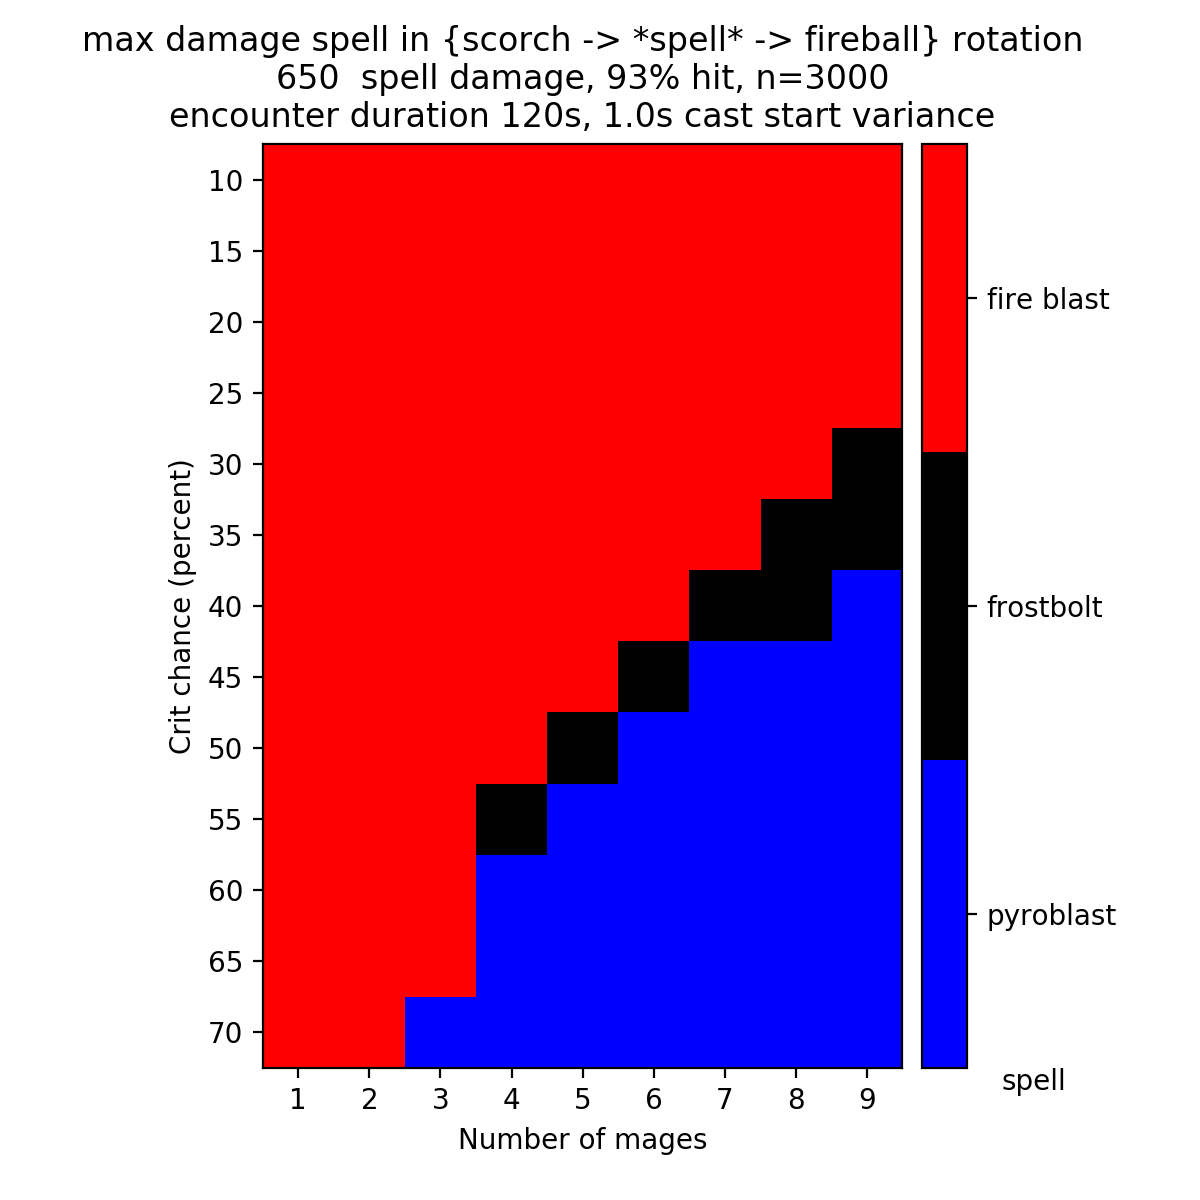 max damage spell in {scorch -> *spell* -> fireball} rotation
650  spell damage, 93% hit, n=3000
encounter duration 120s, 1.0s cast start variance
Crit chance (percent)
10
15
20
25
30
35
40
45
50
55
60
65
70
1 2 3 4 5 6 7 8 9
Number of mages
fire blast
frostbolt
pyroblast
spell